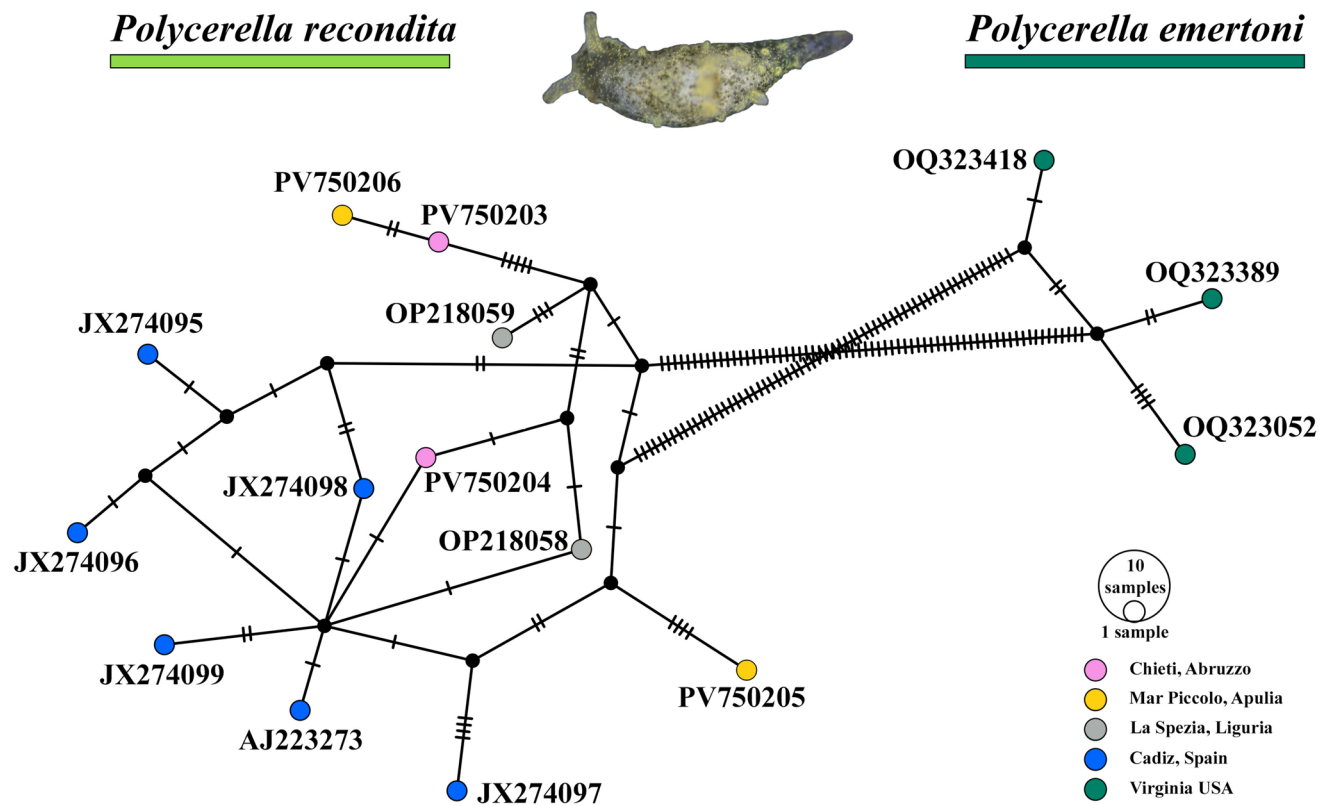 Polycerella recondita
Polycerella emertoni
OQ323418
PV750206
PV750203
OQ323389
OP218059
JX274095
OQ323052
PV750204
JX274098
OP218058
JX274096
JX274099
PV750205
AJ223273
JX274097
10
samples
1 sample
Chieti, Abruzzo
Mar Piccolo, Apulia
La Spezia, Liguria
Cadiz, Spain
Virginia USA